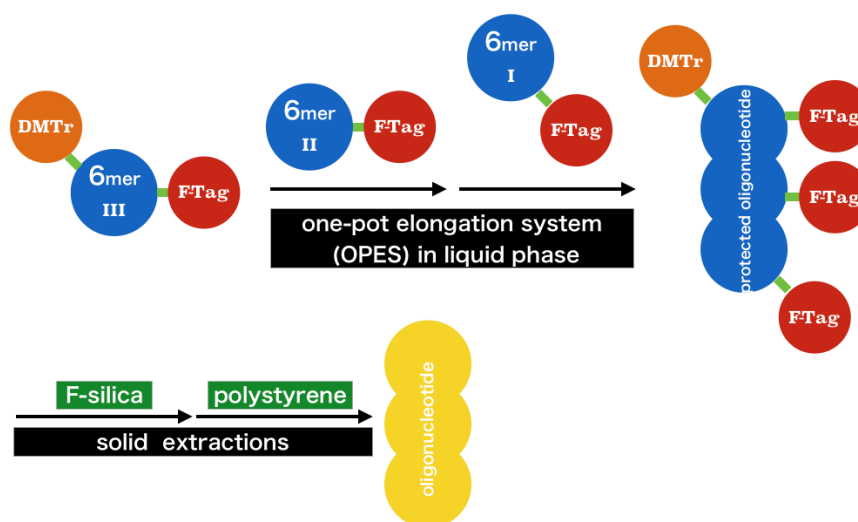 DMTr
6mer
III
F-Tag
6mer
II
F-Tag
6mer
I
F-Tag
one-pot elongation system
(OPES) in liquid phase
DMTr
protected oligonucleotide
F-Tag
F-Tag
F-Tag
F-silica
polystyrene
solid extractions
oligonucleotide